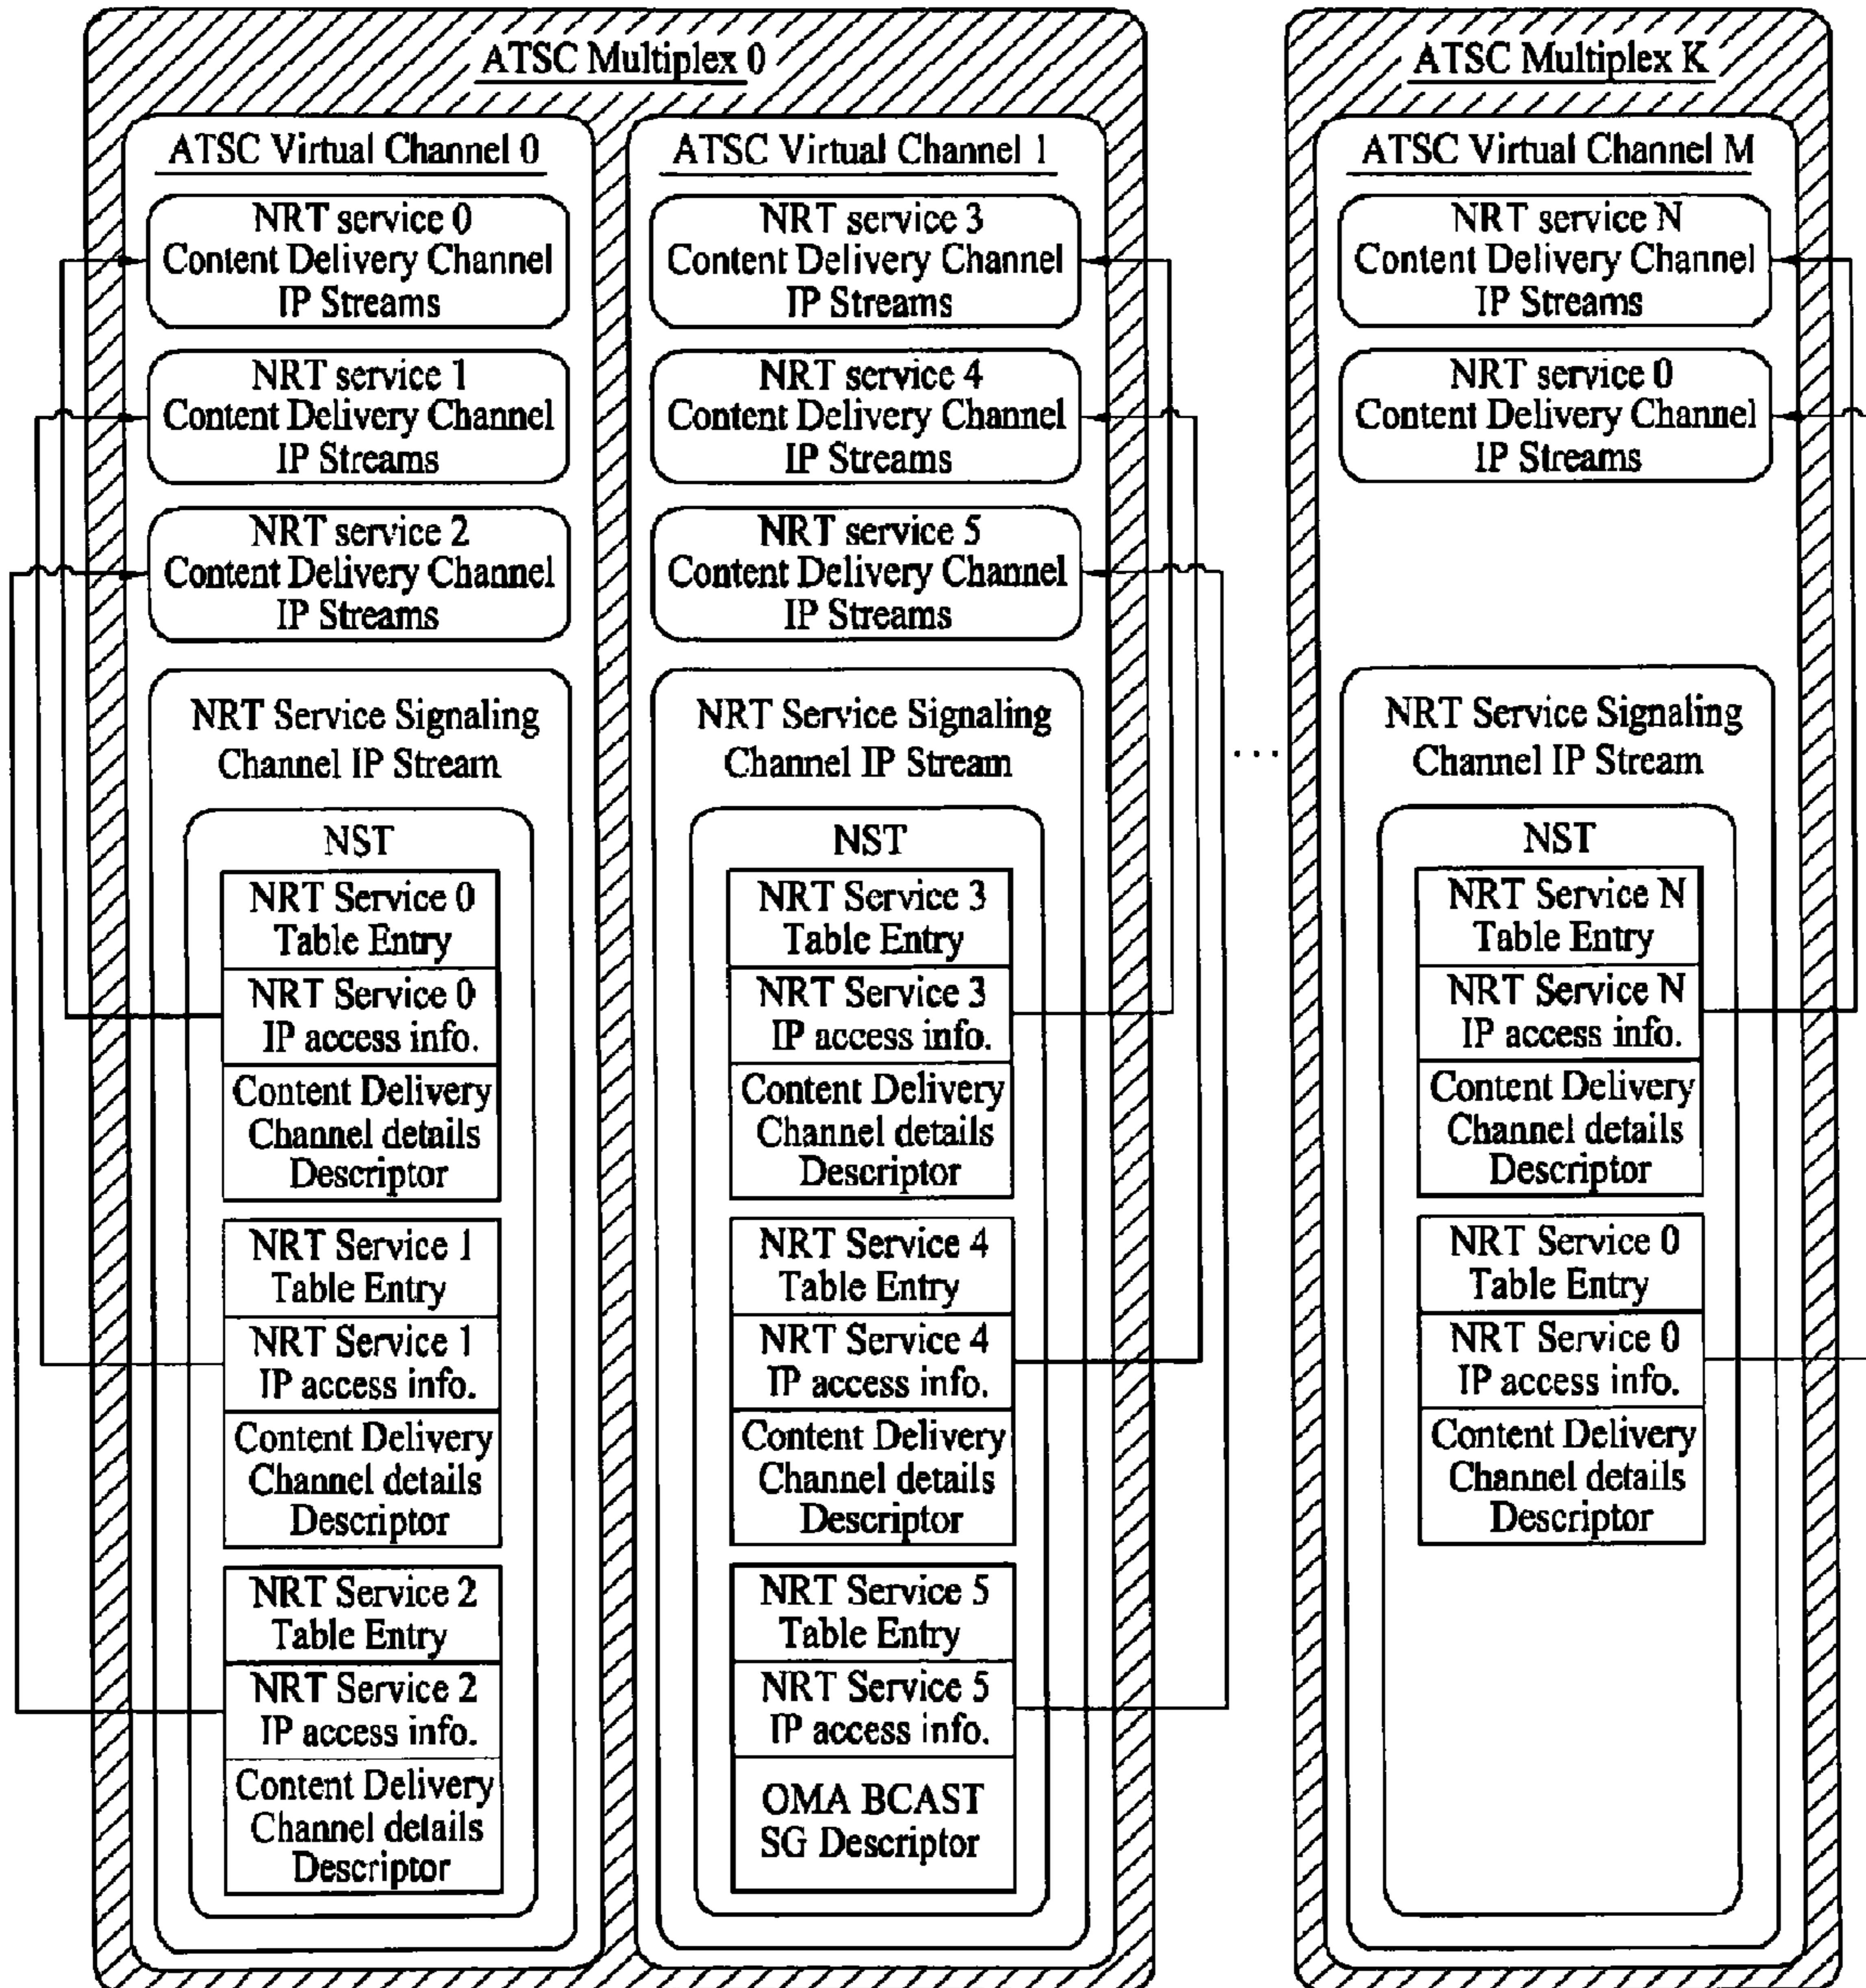 ATSC Multiplex 0
ATSC Virtual Channel 0
NRT service 0
Content Delivery Channel
IP Streams
NRT service 1
Content Delivery Channel
IP Streams
NRT service 2
Content Delivery Channel
IP Streams
NRT Service Signaling
Channel IP Stream
NST
NRT Service 0
Table Entry
NRT Service 0
IP access info.
Content Delivery
Channel details
Descriptor
NRT Service 1
Table Entry
NRT Service 1
IP access info.
Content Delivery
Channel details
Descriptor
NRT Service 2
Table Entry
NRT Service 2
IP access info.
Content Delivery
Channel details
Descriptor
ATSC Virtual Channel 1
NRT service 3
Content Delivery Channel
IP Streams
NRT service 4
Content Delivery Channel
IP Streams
NRT service 5
Content Delivery Channel
IP Streams
NRT Service Signaling
Channel IP Stream
NST
NRT Service 3
Table Entry
NRT Service 3
IP access info.
Content Delivery
Channel details
Descriptor
NRT Service 4
Table Entry
NRT Service 4
IP access info.
Content Delivery
Channel details
Descriptor
NRT Service 5
Table Entry
NRT Service 5
IP access info.
OMA BCAST
SG Descriptor
...
ATSC Multiplex K
ATSC Virtual Channel M
NRT service N
Content Delivery Channel
IP Streams
NRT service 0
Content Delivery Channel
IP Streams
NRT Service Signaling
Channel IP Stream
NST
NRT Service N
Table Entry
NRT Service N
IP access info.
Content Delivery
Channel details
Descriptor
NRT Service 0
Table Entry
NRT Service 0
IP access info.
Content Delivery
Channel details
Descriptor